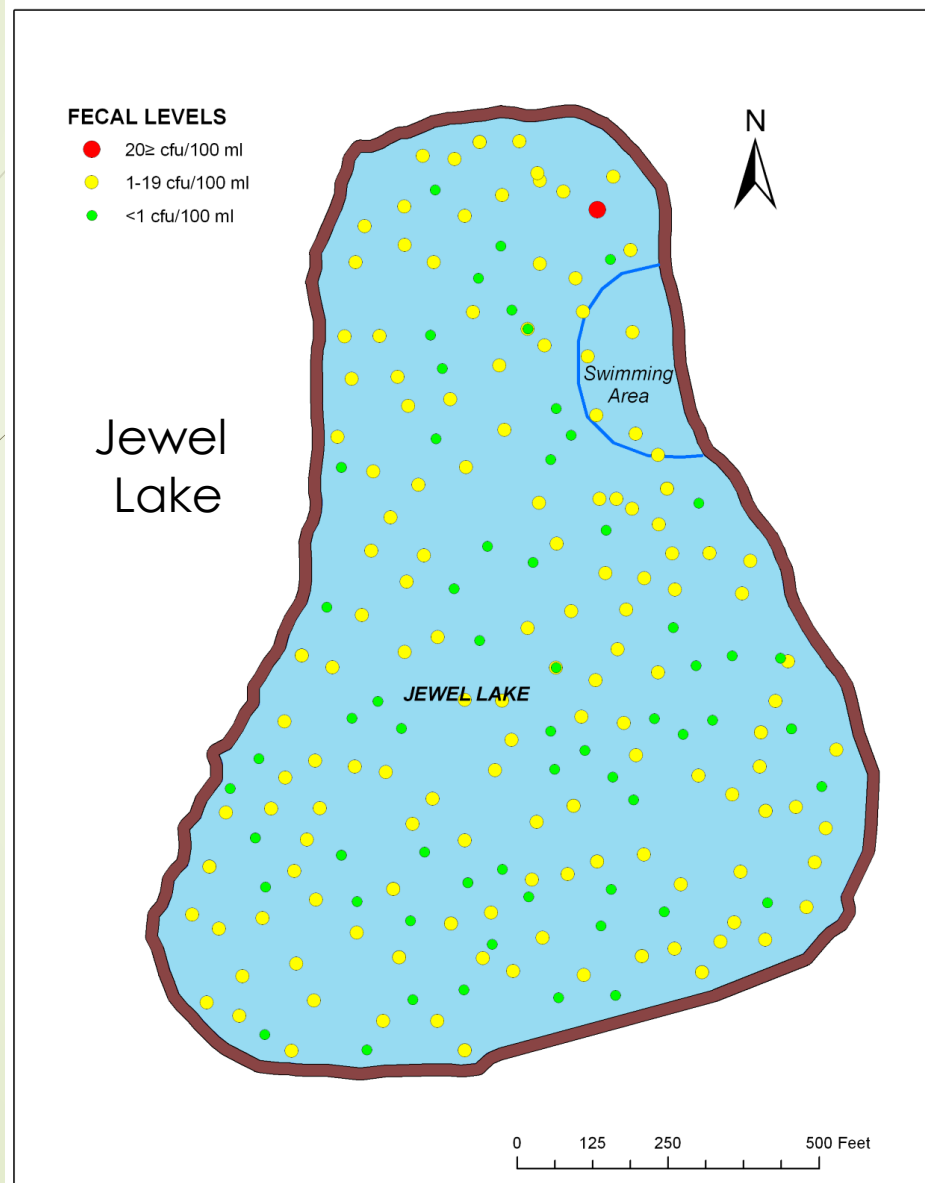 FECAL LEVELS
20≥ cfu/100 ml
1-19 cfu/100 ml
<1 cfu/100 ml
N
Swimming
Area
Jewel
Lake
JEWEL LAKE
0 125 250 500 Feet